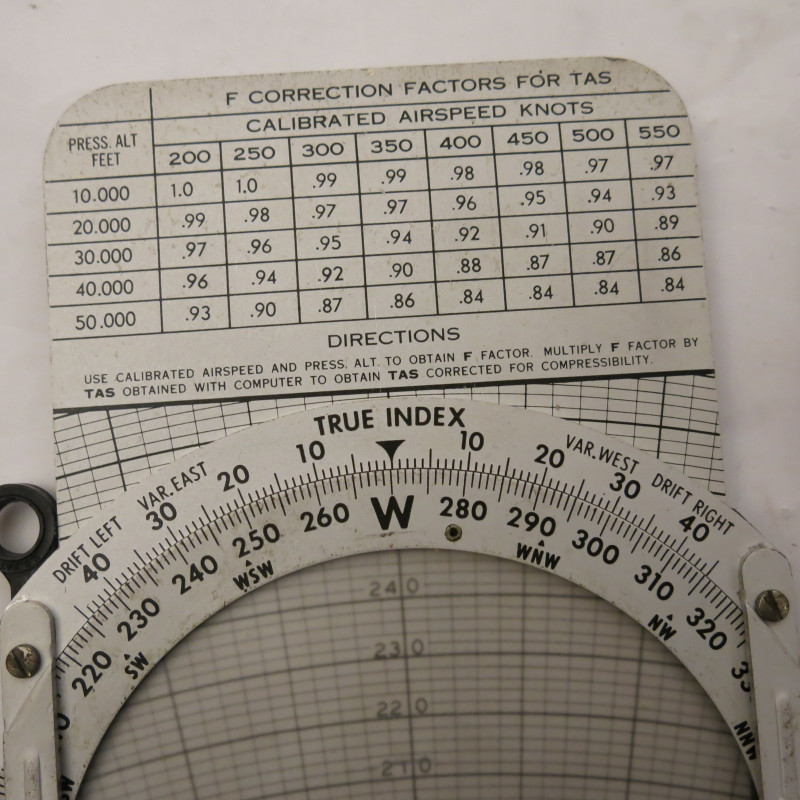 F CORRECTION FACTORS FOR TAS
CALIBRATED AIRSPEED KNOTS
PRESS. ALT FEET 200 250 300 350 400 450 500 550
10.000 1.0 1.0 .99 .99 .98 .98 .97 .97
20.000 .99 .98 .97 .97 .96 .95 .94 .93
30.000 .97 .96 .95 .94 .92 .91 .90 .89
40.000 .96 .94 .92 .90 .88 .87 .87 .86
50.000 .93 .90 .87 .86 .84 .84 .84 .84
DIRECTIONS
USE CALIBRATED AIRSPEED AND PRESS. ALT. TO OBTAIN F FACTOR. MULTIPLY F FACTOR BY
TAS OBTAINED WITH COMPUTER TO OBTAIN TAS CORRECTED FOR COMPRESSIBILITY.
TRUE INDEX
DRIFT LEFT VAR. EAST VAR. WEST DRIFT RIGHT
40 30 20 10 10 20 30 40
220 230 240 250 260 W 280 290 300 310 320
SW WSW WNW NW NNW
240
230
220
210